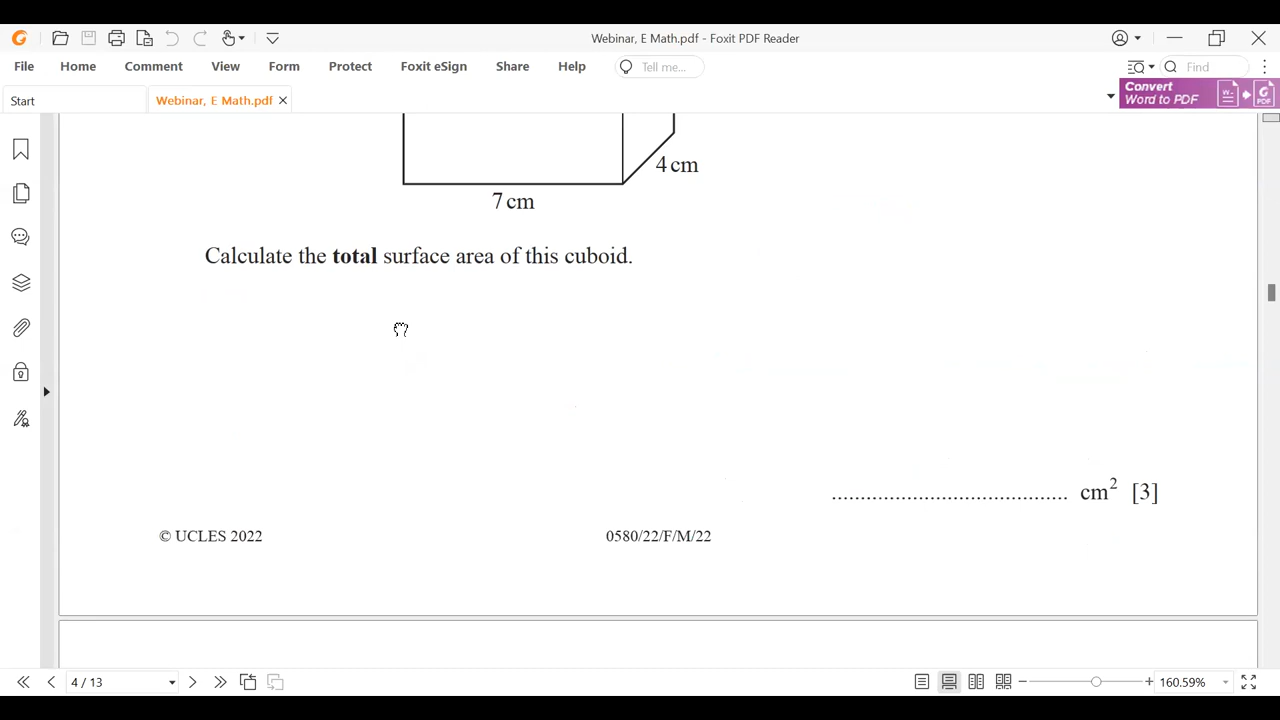 Webinar, E Math.pdf - Foxit PDF Reader
File Home Comment View Form Protect Foxit eSign Share Help Tell me... Find
Start Webinar, E Math.pdf
Convert
Word to PDF
W
PDF
4 cm
7 cm
Calculate the total surface area of this cuboid.
....................................... cm² [3]
© UCLES 2022 0580/22/F/M/22
4 / 13 160.59%